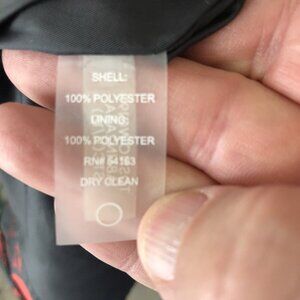 SHELL:
100% POLYESTER
LINING:
100% POLYESTER
RN# 54163
DRY CLEAN